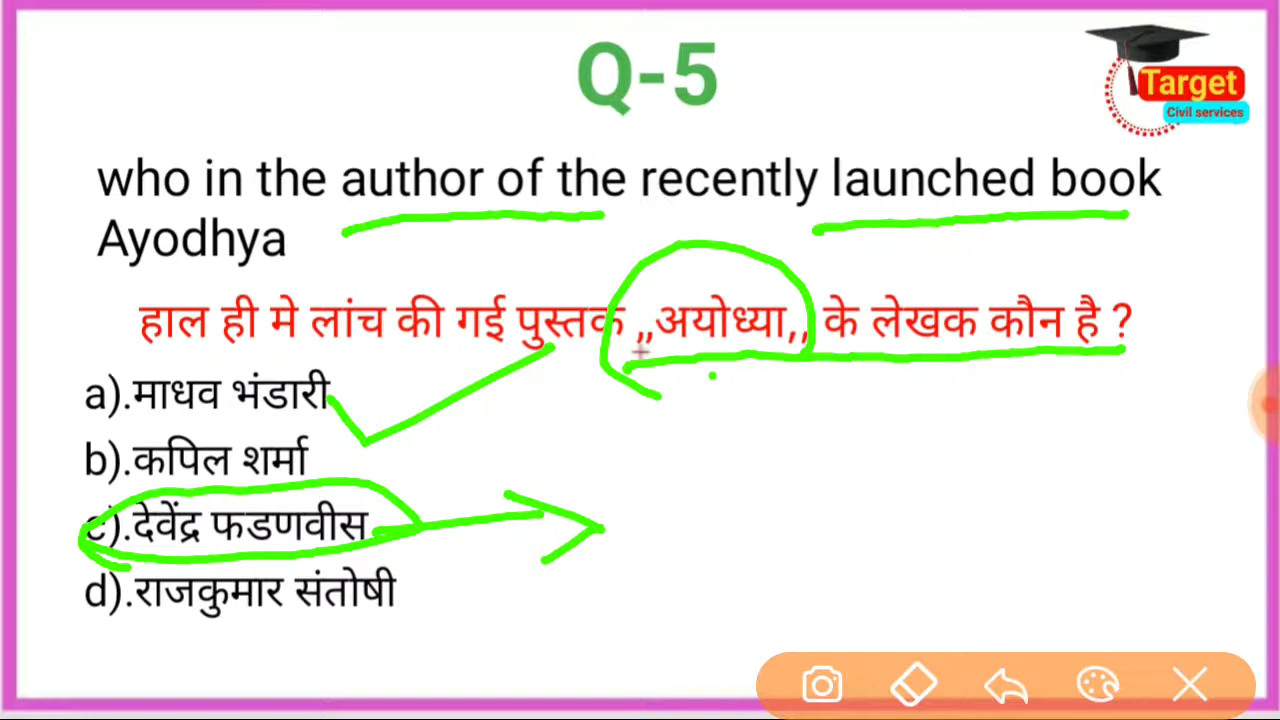 Q-5
Target
Civil services
who in the author of the recently launched book
Ayodhya
हाल ही मे लांच की गई पुस्तक ,,अयोध्या,, के लेखक कौन है ?
a).माधव भंडारी
b).कपिल शर्मा
c).देवेंद्र फडणवीस
d).राजकुमार संतोषी